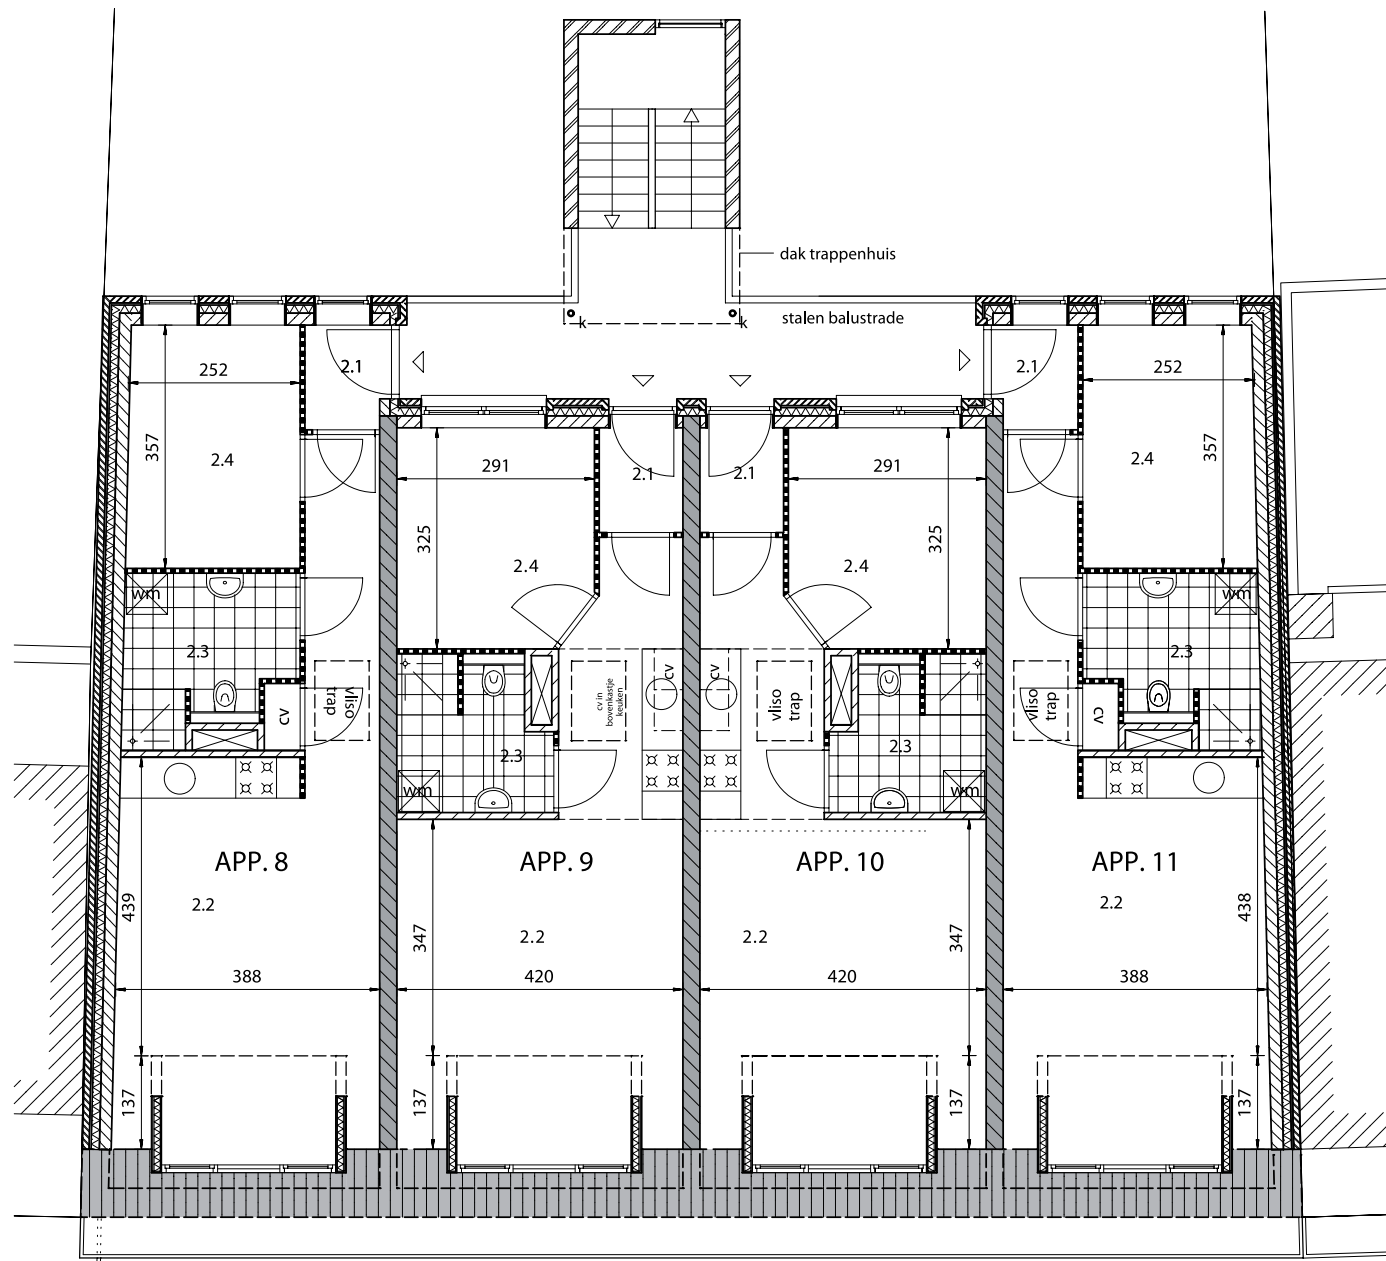 dak trappenhuis
k
k
stalen balustrade
2.1
2.1
252
252
357
357
2.4
2.4
291
291
2.1
2.1
325
325
2.4
2.4
wm
wm
2.3
2.3
vliso
trap
cv
cv in
bovenkastje
keuken
cv
cv
vliso
trap
vliso
trap
cv
2.3
2.3
wm
wm
APP. 8
APP. 9
APP. 10
APP. 11
439
2.2
2.2
438
347
2.2
2.2
347
388
420
420
388
137
137
137
137